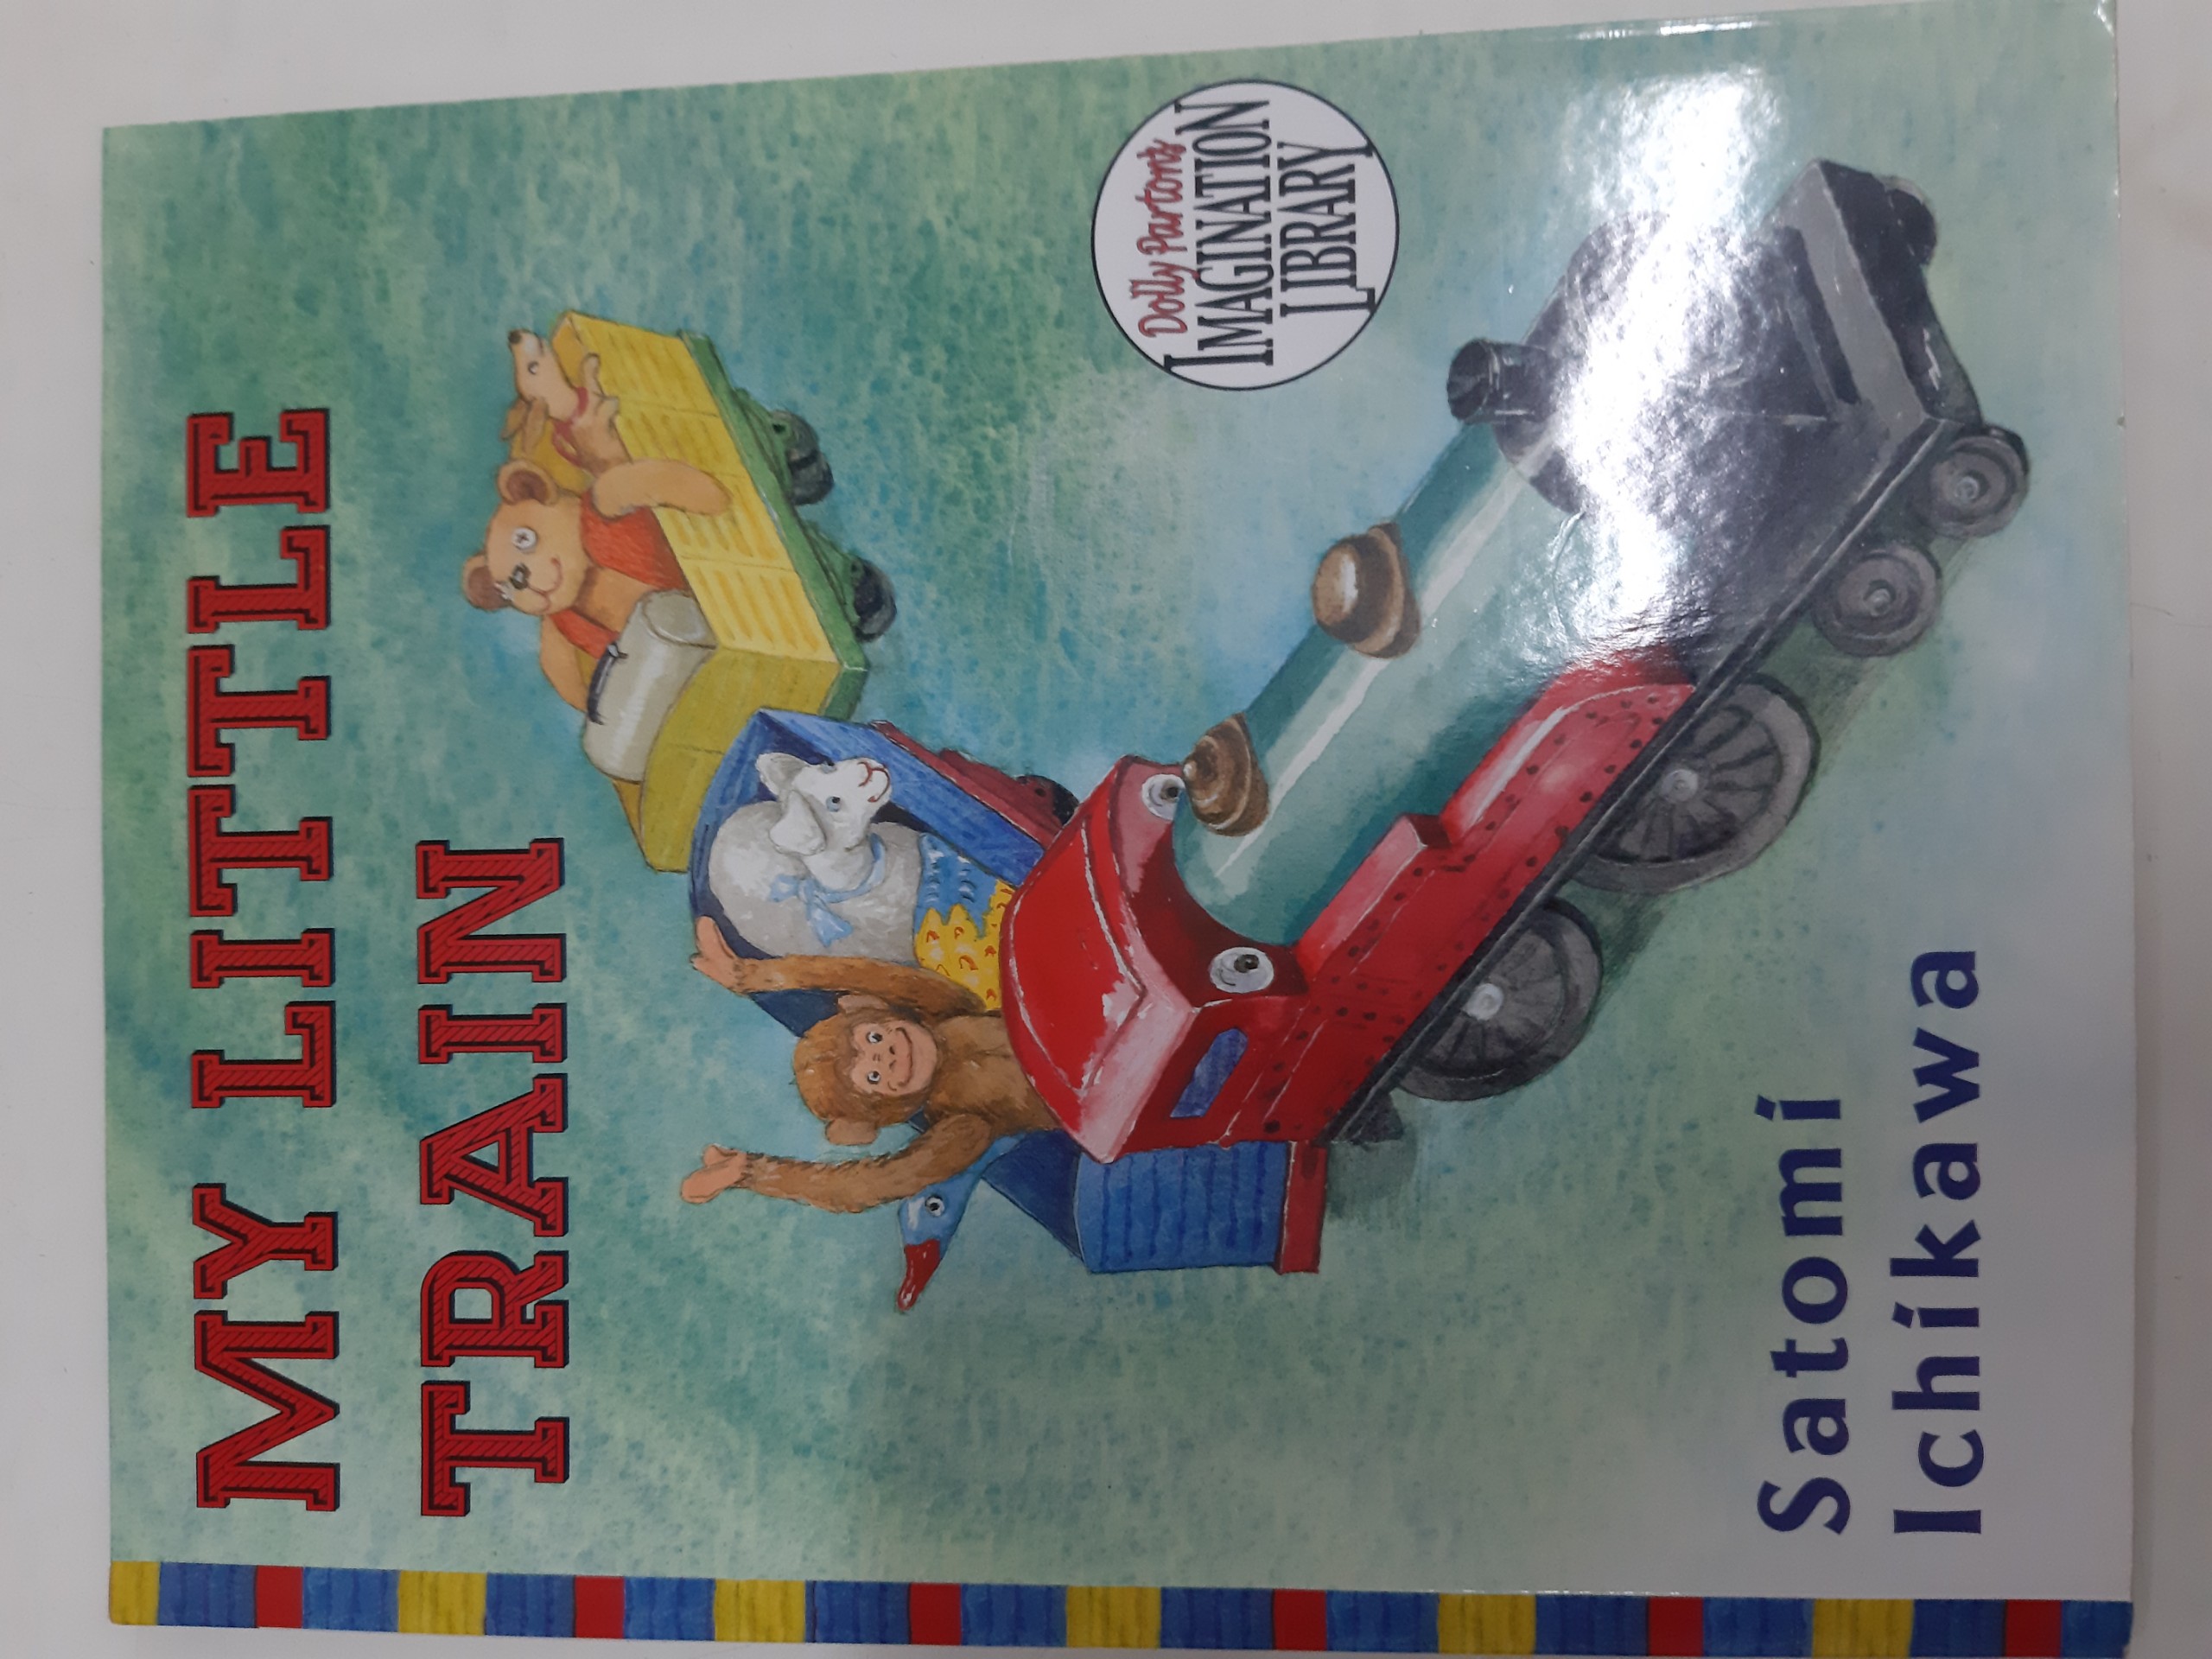 MY LITTLE
TRAIN
Dolly Parton's
IMAGINATION
LIBRARY
Satomi
Ichikawa